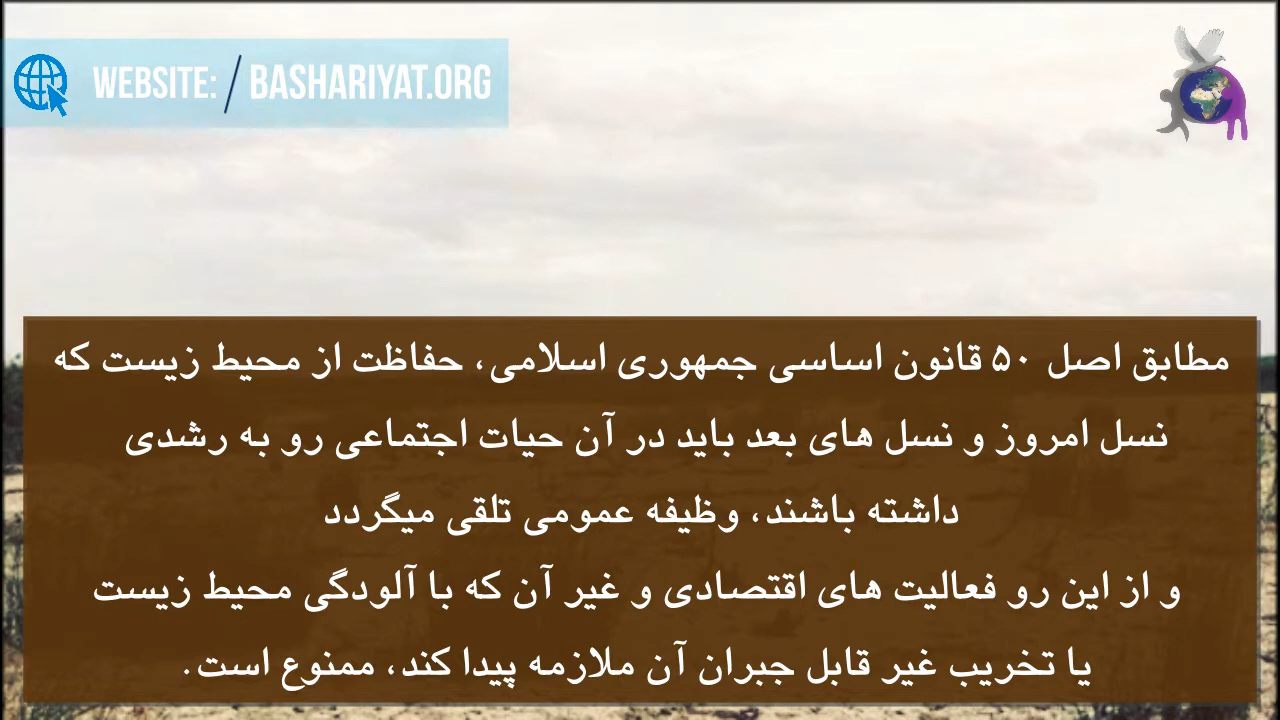 WEBSITE: / BASHARIYAT.ORG
مطابق اصل ۵۰ قانون اساسی جمهوری اسلامی، حفاظت از محیط زیست که
نسل امروز و نسل های بعد باید در آن حیات اجتماعی رو به رشدی
داشته باشند، وظیفه عمومی تلقی میگردد
و از این رو فعالیت های اقتصادی و غیر آن که با آلودگی محیط زیست
یا تخریب غیر قابل جبران آن ملازمه پیدا کند، ممنوع است.